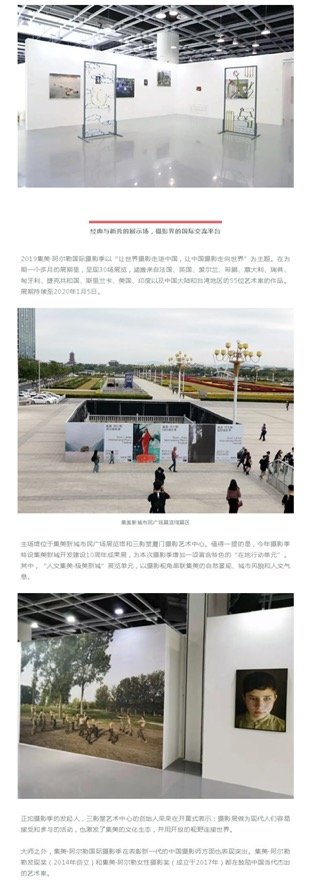 经典与新秀的展示场，摄影界的国际交流平台
2019集美·阿尔勒国际摄影季以“让世界摄影走进中国，让中国摄影走向世界”为主题。在为
期一个多月的展期里，呈现30场展览，涵盖来自法国、英国、爱尔兰、希腊、意大利、瑞典、
匈牙利、捷克共和国、斯里兰卡、美国、印度以及中国大陆和台湾地区的55位艺术家的作品。
展期持续至2020年1月5日。
集美新城市民广场展览馆展区
主场馆位于集美新城市民广场展览馆和三影堂厦门摄影艺术中心。值得一提的是，今年摄影季
特设集美新城开发建设10周年成果展，为本次摄影季增加一项富含特色的“在地行动单元”。
其中，“人文集美·臻美新城”展览单元，以摄影视角串联集美的自然景观、城市风貌和人文气
息。
正如摄影季的发起人，三影堂艺术中心的创始人荣荣在开幕式表示：摄影是做为现代人们容易
接受和参与的活动，也激发了集美的文化生态，并用开放的视野连接世界。
大师之外，集美·阿尔勒国际摄影季在表彰新一代的中国摄影师方面也表现突出。集美·阿尔勒
勒发现奖（2014年创立）和集美·阿尔勒女性摄影奖（成立于2017年）都在鼓励中国当代杰出
的艺术家。